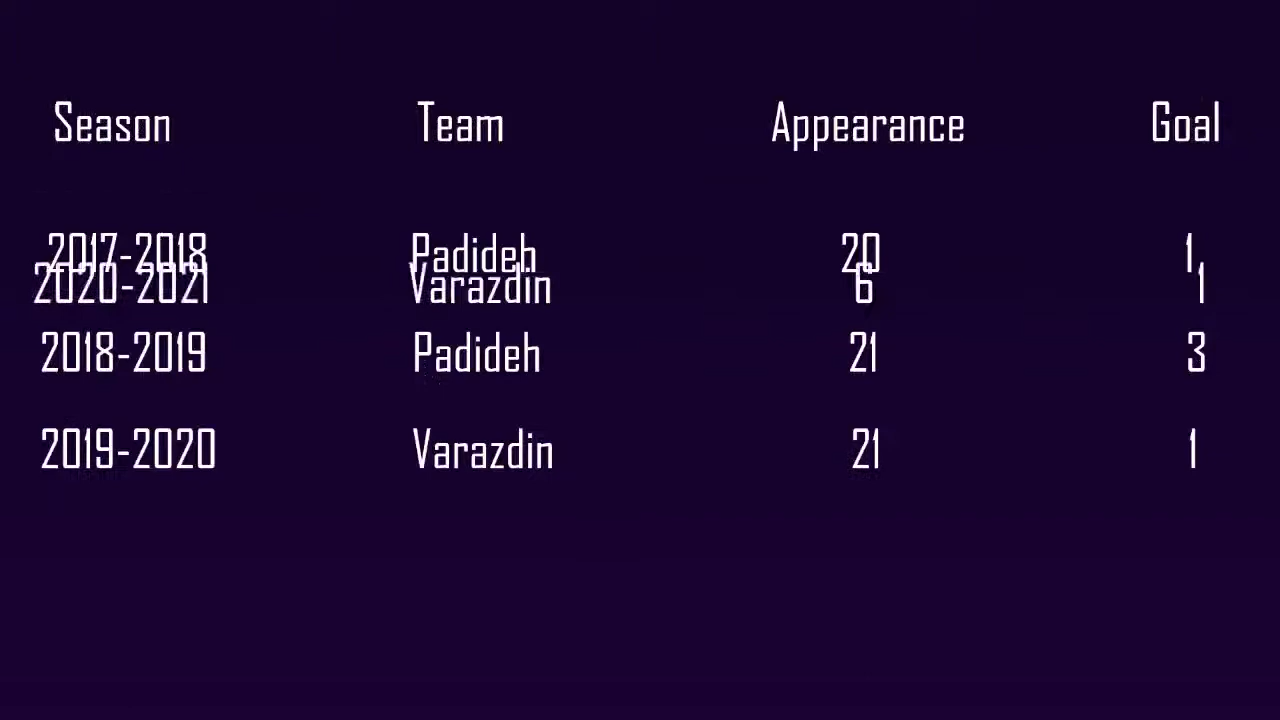 Season Team Appearance Goal
2017-2018 Padideh 20 1
2020-2021 Varazdin 6 1
2018-2019 Padideh 21 3
2019-2020 Varazdin 21 1